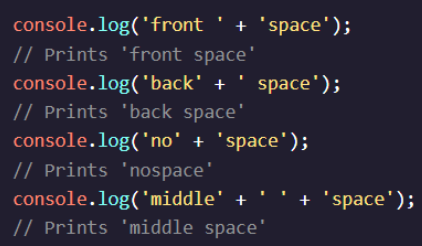 console.log('front ' + 'space');
// Prints 'front space'
console.log('back' + ' space');
// Prints 'back space'
console.log('no' + 'space');
// Prints 'nospace'
console.log('middle' + ' ' + 'space');
// Prints 'middle space'